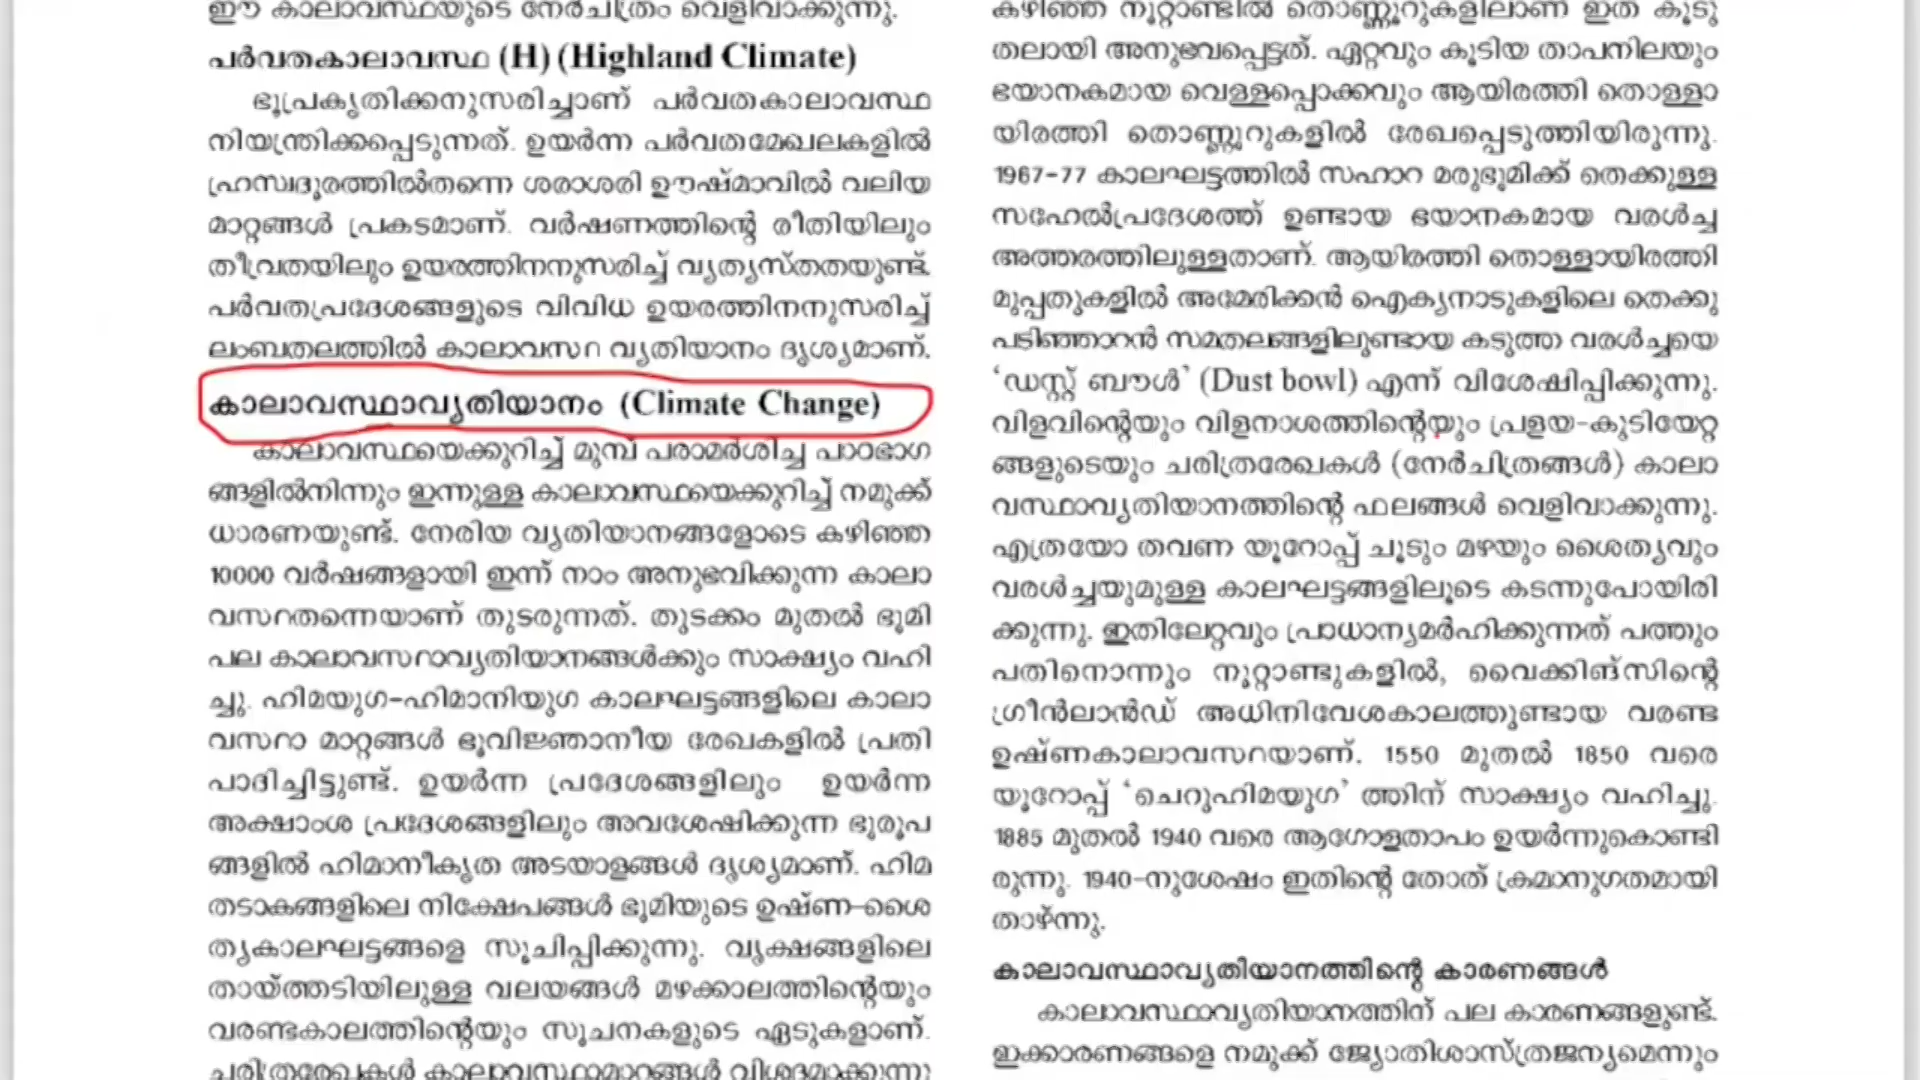 ഈ കാലാവസ്ഥയുടെ നേർചിത്രം വെളിവാക്കുന്നു.
പർവതകാലാവസ്ഥ (H) (Highland Climate)
ഭൂപ്രകൃതിക്കനുസരിച്ചാണ് പർവതകാലാവസ്ഥ
നിയന്ത്രിക്കപ്പെടുന്നത്. ഉയർന്ന പർവതമേഖലകളിൽ
ഹ്രസ്വദൂരത്തിൽതന്നെ ശരാശരി ഊഷ്മാവിൽ വലിയ
മാറ്റങ്ങൾ പ്രകടമാണ്. വർഷണത്തിന്റെ രീതിയിലും
തീവ്രതയിലും ഉയരത്തിനനുസരിച്ച് വ്യത്യസ്തതയുണ്ട്.
പർവതപ്രദേശങ്ങളുടെ വിവിധ ഉയരത്തിനനുസരിച്ച്
ലംബതലത്തിൽ കാലാവസഠ വ്യതിയാനം ദൃശ്യമാണ്.
കാലാവസ്ഥാവ്യതിയാനം (Climate Change)
കാലാവസ്ഥയെക്കുറിച്ച് മുമ്പ് പരാമർശിച്ച പാഠഭാഗ
ങ്ങളിൽനിന്നും ഇന്നുള്ള കാലാവസ്ഥയെക്കുറിച്ച് നമുക്ക്
ധാരണയുണ്ട്. നേരിയ വ്യതിയാനങ്ങളോടെ കഴിഞ്ഞ
10000 വർഷങ്ങളായി ഇന്ന് നാം അനുഭവിക്കുന്ന കാലാ
വസഠതന്നെയാണ് തുടരുന്നത്. തുടക്കം മുതൽ ഭൂമി
പല കാലാവസഠാവ്യതിയാനങ്ങൾക്കും സാക്ഷ്യം വഹി
ച്ചു. ഹിമയുഗ-ഹിമാനിയുഗ കാലഘട്ടങ്ങളിലെ കാലാ
വസഠാ മാറ്റങ്ങൾ ഭൂവിജ്ഞാനീയ രേഖകളിൽ പ്രതി
പാദിച്ചിട്ടുണ്ട്. ഉയർന്ന പ്രദേശങ്ങളിലും ഉയർന്ന
അക്ഷാംശ പ്രദേശങ്ങളിലും അവശേഷിക്കുന്ന ഭൂരൂപ
ങ്ങളിൽ ഹിമാനീകൃത അടയാളങ്ങൾ ദൃശ്യമാണ്. ഹിമ
തടാകങ്ങളിലെ നിക്ഷേപങ്ങൾ ഭൂമിയുടെ ഉഷ്ണ-ശൈ
ത്യകാലഘട്ടങ്ങളെ സൂചിപ്പിക്കുന്നു. വൃക്ഷങ്ങളിലെ
തായ്ത്തടിയിലുള്ള വലയങ്ങൾ മഴക്കാലത്തിന്റെയും
വരണ്ടകാലത്തിന്റെയും സൂചനകളുടെ ഏടുകളാണ്.
ചരിത്രരേഖകൾ കാലാവസ്ഥാമാറ്റങ്ങൾ വിശദമാക്കുന്നു
കഴിഞ്ഞ നൂറ്റാണ്ടിൽ തൊണ്ണൂറുകളിലാണ് ഇത് കൂടു
തലായി അനുഭവപ്പെട്ടത്. ഏറ്റവും കൂടിയ താപനിലയും
ഭയാനകമായ വെള്ളപ്പൊക്കവും ആയിരത്തി തൊള്ളാ
യിരത്തി തൊണ്ണൂറുകളിൽ രേഖപ്പെടുത്തിയിരുന്നു.
1967-77 കാലഘട്ടത്തിൽ സഹാറ മരുഭൂമിക്ക് തെക്കുള്ള
സഹേൽപ്രദേശത്ത് ഉണ്ടായ ഭയാനകമായ വരൾച്ച
അത്തരത്തിലുള്ളതാണ്. ആയിരത്തി തൊള്ളായിരത്തി
മുപ്പതുകളിൽ അമേരിക്കൻ ഐക്യനാടുകളിലെ തെക്കു
പടിഞ്ഞാറൻ സമതലങ്ങളിലുണ്ടായ കടുത്ത വരൾച്ചയെ
‘ഡസ്റ്റ് ബൗൾ’ (Dust bowl) എന്ന് വിശേഷിപ്പിക്കുന്നു.
വിളവിന്റെയും വിളനാശത്തിന്റെയും പ്രളയ-കുടിയേറ്റ
ങ്ങളുടെയും ചരിത്രരേഖകൾ (നേർചിത്രങ്ങൾ) കാലാ
വസ്ഥാവ്യതിയാനത്തിന്റെ ഫലങ്ങൾ വെളിവാക്കുന്നു.
എത്രയോ തവണ യൂറോപ്പ് ചൂടും മഴയും ശൈത്യവും
വരൾച്ചയുമുള്ള കാലഘട്ടങ്ങളിലൂടെ കടന്നുപോയിരി
ക്കുന്നു. ഇതിലേറ്റവും പ്രാധാന്യമർഹിക്കുന്നത് പത്തും
പതിനൊന്നും നൂറ്റാണ്ടുകളിൽ, വൈക്കിങ്സിന്റെ
ഗ്രീൻലാൻഡ് അധിനിവേശകാലത്തുണ്ടായ വരണ്ട
ഉഷ്ണകാലാവസഠയാണ്. 1550 മുതൽ 1850 വരെ
യൂറോപ്പ് ‘ചെറുഹിമയുഗ’ ത്തിന് സാക്ഷ്യം വഹിച്ചു.
1885 മുതൽ 1940 വരെ ആഗോളതാപം ഉയർന്നുകൊണ്ടി
രുന്നു. 1940-നുശേഷം ഇതിന്റെ തോത് ക്രമാനുഗതമായി
താഴ്ന്നു.
കാലാവസ്ഥാവ്യതിയാനത്തിന്റെ കാരണങ്ങൾ
കാലാവസ്ഥാവ്യതിയാനത്തിന് പല കാരണങ്ങളുണ്ട്.
ഇക്കാരണങ്ങളെ നമുക്ക് ജ്യോതിശാസ്ത്രജന്യമെന്നും